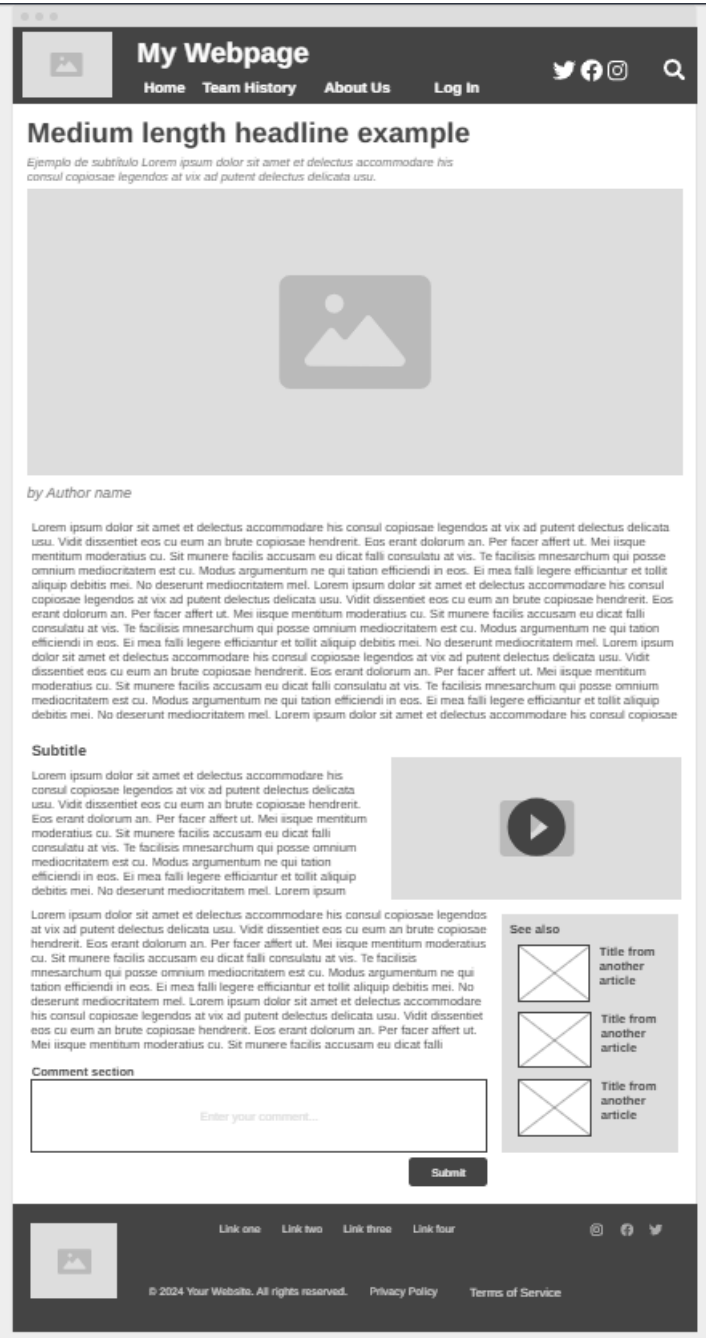 My Webpage
Home Team History About Us Log In
Medium length headline example
Ejemplo de subtítulo Lorem ipsum dolor sit amet et delectus accommodare his
consul copiosae legendos at vix ad putent delectus delicata usu.
by Author name
Lorem ipsum dolor sit amet et delectus accommodare his consul copiosae legendos at vix ad putent delectus delicata
usu. Vidit dissentiet eos cu eum an brute copiosae hendrerit. Eos erant dolorum an. Per facer affert ut. Mei iisque
mentitum moderatius cu. Sit munere facilis accusam eu dicat falli consulatu at vis. Te facilisis mnesarchum qui posse
omnium mediocritatem est cu. Modus argumentum ne qui tation efficiendi in eos. Ei mea falli legere efficiantur et tollit
aliquip debitis mei. No deserunt mediocritatem mel. Lorem ipsum dolor sit amet et delectus accommodare his consul
copiosae legendos at vix ad putent delectus delicata usu. Vidit dissentiet eos cu eum an brute copiosae hendrerit. Eos
erant dolorum an. Per facer affert ut. Mei iisque mentitum moderatius cu. Sit munere facilis accusam eu dicat falli
consulatu at vis. Te facilisis mnesarchum qui posse omnium mediocritatem est cu. Modus argumentum ne qui tation
efficiendi in eos. Ei mea falli legere efficiantur et tollit aliquip debitis mei. No deserunt mediocritatem mel. Lorem ipsum
dolor sit amet et delectus accommodare his consul copiosae legendos at vix ad putent delectus delicata usu. Vidit
dissentiet eos cu eum an brute copiosae hendrerit. Eos erant dolorum an. Per facer affert ut. Mei iisque mentitum
moderatius cu. Sit munere facilis accusam eu dicat falli consulatu at vis. Te facilisis mnesarchum qui posse omnium
mediocritatem est cu. Modus argumentum ne qui tation efficiendi in eos. Ei mea falli legere efficiantur et tollit aliquip
debitis mei. No deserunt mediocritatem mel. Lorem ipsum dolor sit amet et delectus accommodare his consul copiosae
Subtitle
Lorem ipsum dolor sit amet et delectus accommodare his
consul copiosae legendos at vix ad putent delectus delicata
usu. Vidit dissentiet eos cu eum an brute copiosae hendrerit.
Eos erant dolorum an. Per facer affert ut. Mei iisque mentitum
moderatius cu. Sit munere facilis accusam eu dicat falli
consulatu at vis. Te facilisis mnesarchum qui posse omnium
mediocritatem est cu. Modus argumentum ne qui tation
efficiendi in eos. Ei mea falli legere efficiantur et tollit aliquip
debitis mei. No deserunt mediocritatem mel. Lorem ipsum
Lorem ipsum dolor sit amet et delectus accommodare his consul copiosae legendos
at vix ad putent delectus delicata usu. Vidit dissentiet eos cu eum an brute copiosae
hendrerit. Eos erant dolorum an. Per facer affert ut. Mei iisque mentitum moderatius
cu. Sit munere facilis accusam eu dicat falli consulatu at vis. Te facilisis
mnesarchum qui posse omnium mediocritatem est cu. Modus argumentum ne qui
tation efficiendi in eos. Ei mea falli legere efficiantur et tollit aliquip debitis mei. No
deserunt mediocritatem mel. Lorem ipsum dolor sit amet et delectus accommodare
his consul copiosae legendos at vix ad putent delectus delicata usu. Vidit dissentiet
eos cu eum an brute copiosae hendrerit. Eos erant dolorum an. Per facer affert ut.
Mei iisque mentitum moderatius cu. Sit munere facilis accusam eu dicat falli
See also
Title from
another
article
Title from
another
article
Title from
another
article
Comment section
Enter your comment...
Submit
Link one Link two Link three Link four
© 2024 Your Website. All rights reserved. Privacy Policy Terms of Service